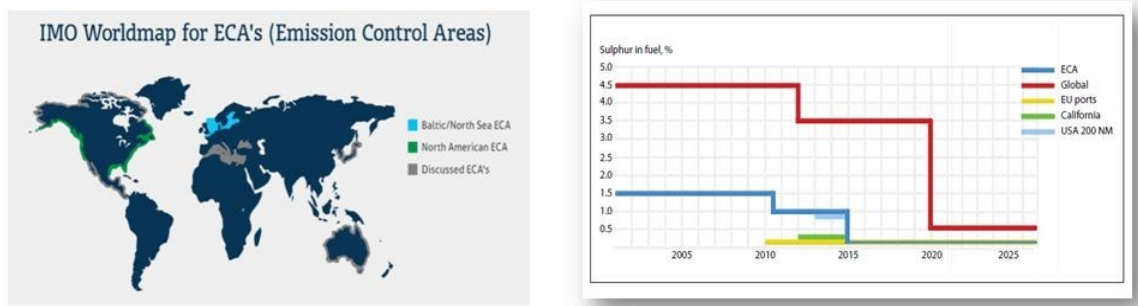 IMO Worldmap for ECA's (Emission Control Areas)
Baltic/North Sea ECA
North American ECA
Discussed ECA's
Sulphur in fuel, %
5.0
4.5
4.0
3.5
3.0
2.5
2.0
1.5
1.0
0.5
2005
2010
2015
2020
2025
ECA
Global
EU ports
California
USA 200 NM